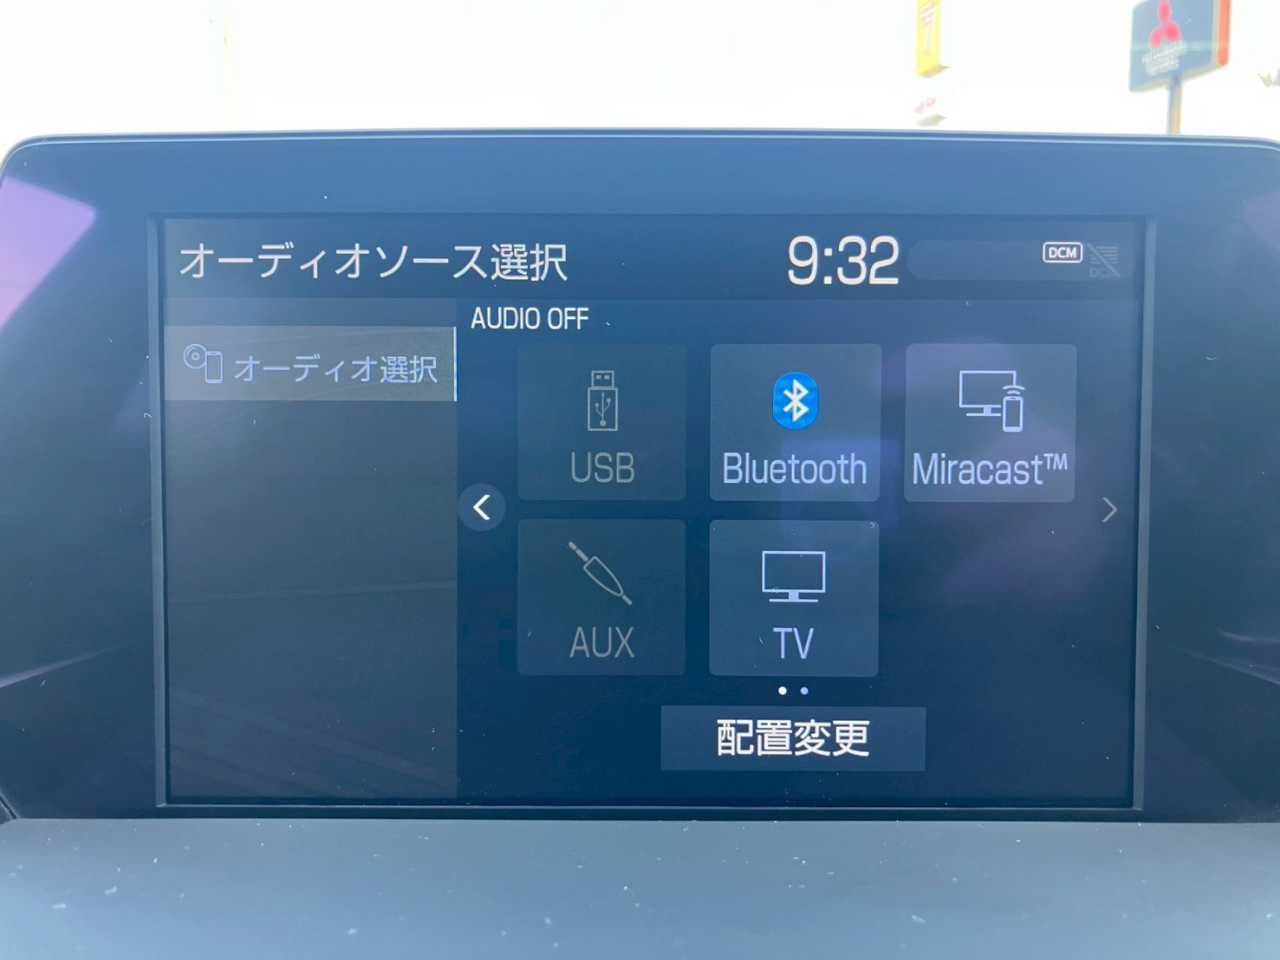 オーディオソース選択
9:32
DCM
AUDIO OFF
オーディオ選択
USB
Bluetooth
Miracast™
AUX
TV
配置変更